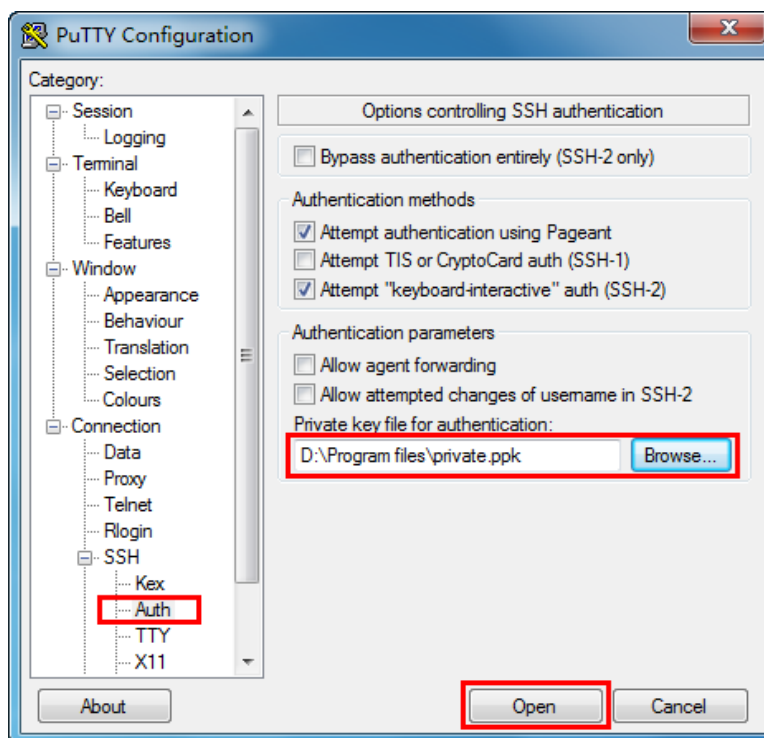 PuTTY Configuration
Category:
Session
Logging
Terminal
Keyboard
Bell
Features
Window
Appearance
Behaviour
Translation
Selection
Colours
Connection
Data
Proxy
Telnet
Rlogin
SSH
Kex
Auth
TTY
X11
Options controlling SSH authentication
Bypass authentication entirely (SSH-2 only)
Authentication methods
Attempt authentication using Pageant
Attempt TIS or CryptoCard auth (SSH-1)
Attempt "keyboard-interactive" auth (SSH-2)
Authentication parameters
Allow agent forwarding
Allow attempted changes of username in SSH-2
Private key file for authentication:
D:\Program files\private.ppk Browse...
About Open Cancel